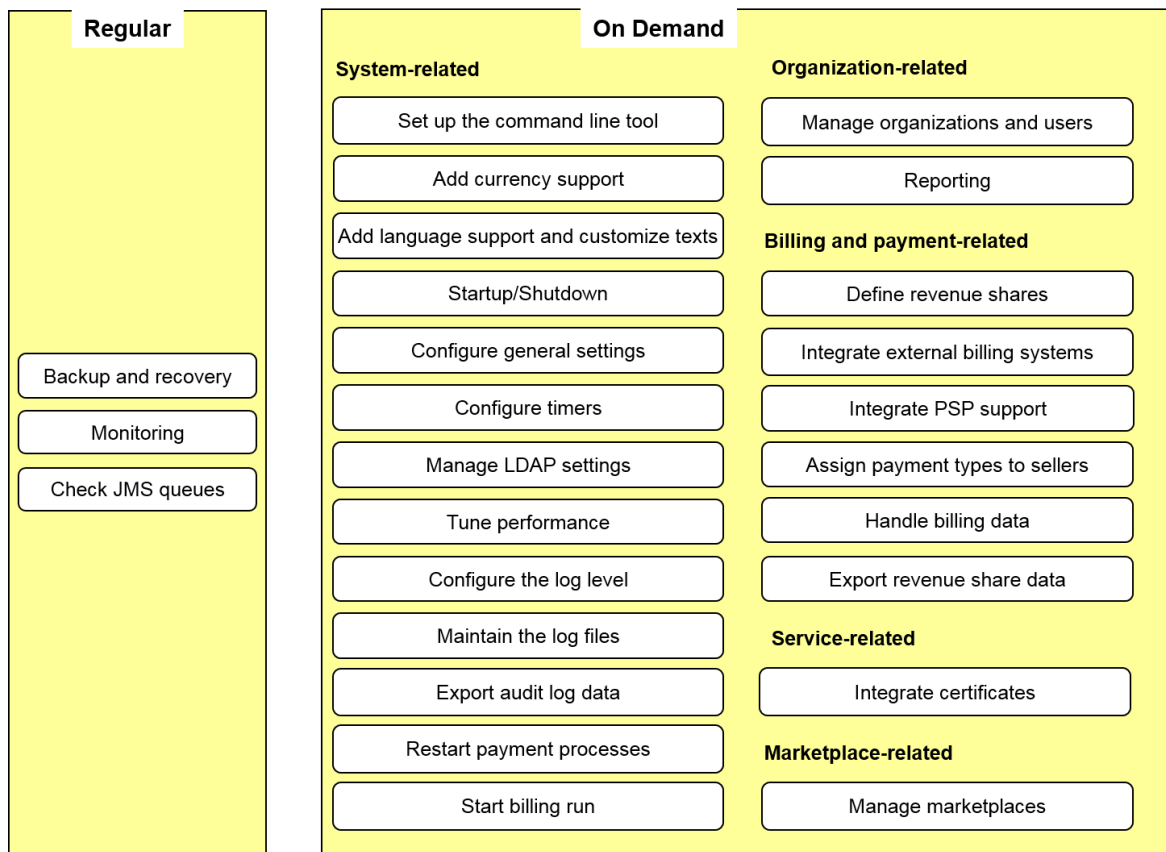 Regular
Backup and recovery
Monitoring
Check JMS queues
On Demand
System-related
Set up the command line tool
Add currency support
Add language support and customize texts
Startup/Shutdown
Configure general settings
Configure timers
Manage LDAP settings
Tune performance
Configure the log level
Maintain the log files
Export audit log data
Restart payment processes
Start billing run
Organization-related
Manage organizations and users
Reporting
Billing and payment-related
Define revenue shares
Integrate external billing systems
Integrate PSP support
Assign payment types to sellers
Handle billing data
Export revenue share data
Service-related
Integrate certificates
Marketplace-related
Manage marketplaces